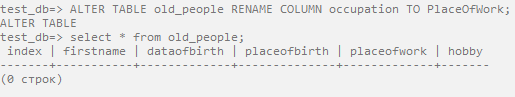 test_db=> ALTER TABLE old_people RENAME COLUMN occupation TO PlaceOfWork;
ALTER TABLE
test_db=> select * from old_people;
 index | firstname | dataofbirth | placeofbirth | placeofwork | hobby
-------+-----------+-------------+--------------+-------------+-------
(0 строк)